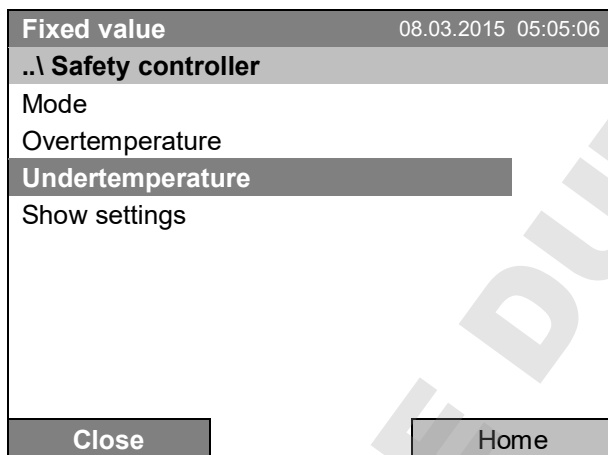 Fixed value 08.03.2015 05:05:06
..\ Safety controller
Mode
Overtemperature
Undertemperature
Show settings
Close Home